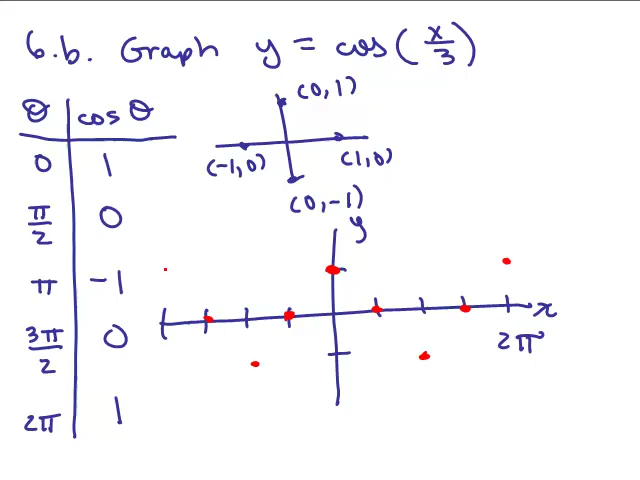 6.b. Graph y = cos(x/3)
(0,1)
θ cos θ
(-1,0) (1,0)
0 1
(0,-1)
π/2 0
y
π -1
x
3π/2 0
2π
2π 1